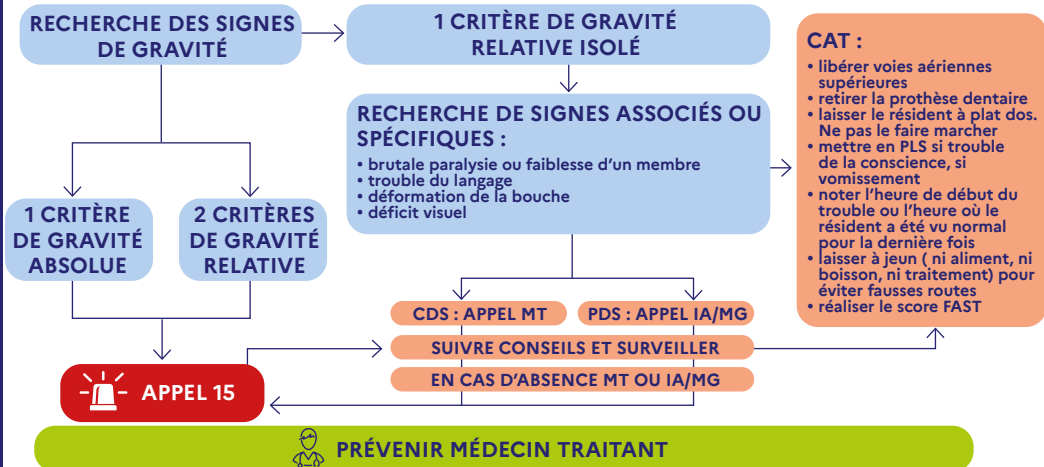 RECHERCHE DES SIGNES
DE GRAVITÉ
1 CRITÈRE DE GRAVITÉ
RELATIVE ISOLÉ
RECHERCHE DE SIGNES ASSOCIÉS OU
SPÉCIFIQUES :
• brutale paralysie ou faiblesse d'un membre
• trouble du langage
• déformation de la bouche
• déficit visuel
1 CRITÈRE
DE GRAVITÉ
ABSOLUE
2 CRITÈRES
DE GRAVITÉ
RELATIVE
CDS : APPEL MT
PDS : APPEL IA/MG
SUIVRE CONSEILS ET SURVEILLER
EN CAS D'ABSENCE MT OU IA/MG
APPEL 15
CAT :
• libérer voies aériennes
supérieures
• retirer la prothèse dentaire
• laisser le résident à plat dos.
Ne pas le faire marcher
• mettre en PLS si trouble
de la conscience, si
vomissement
• noter l'heure de début du
trouble ou l'heure où le
résident a été vu normal
pour la dernière fois
• laisser à jeun ( ni aliment, ni
boisson, ni traitement) pour
éviter fausses routes
• réaliser le score FAST
PRÉVENIR MÉDECIN TRAITANT